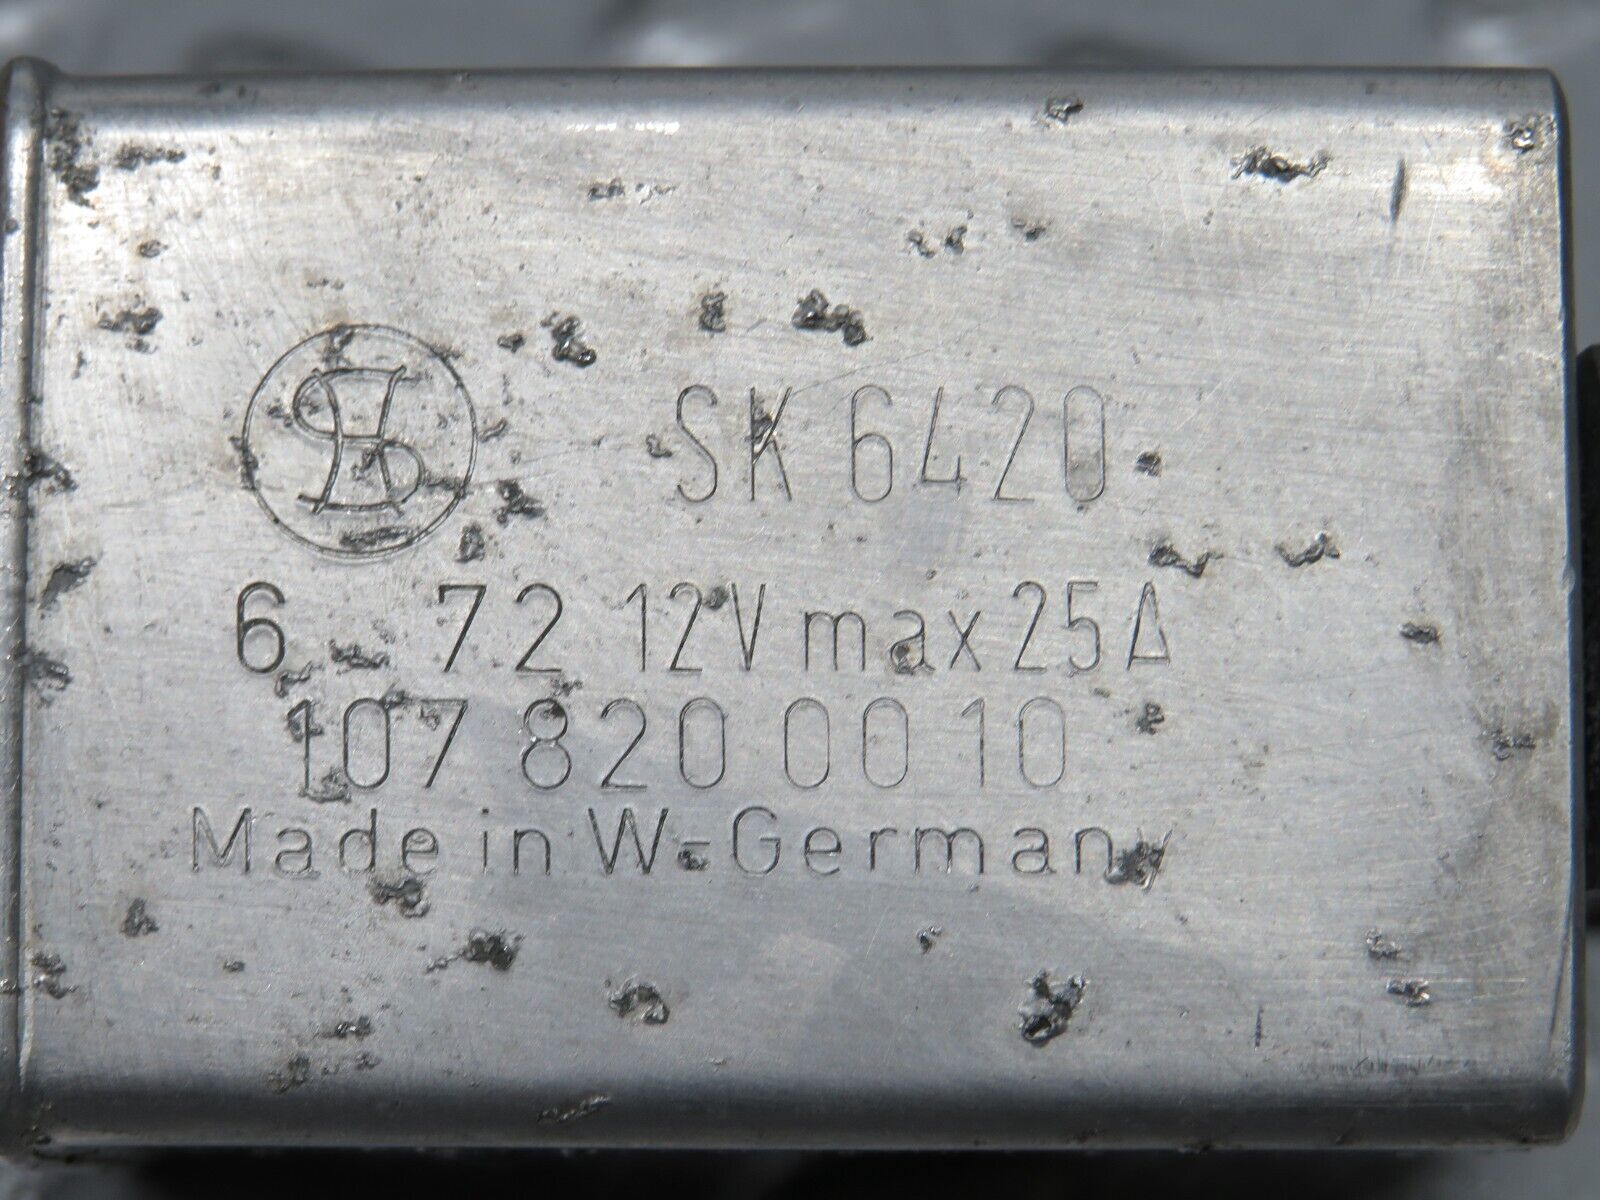 SK 6420
6 72 12V max 25A
107 820 00 10
Made in W-Germany